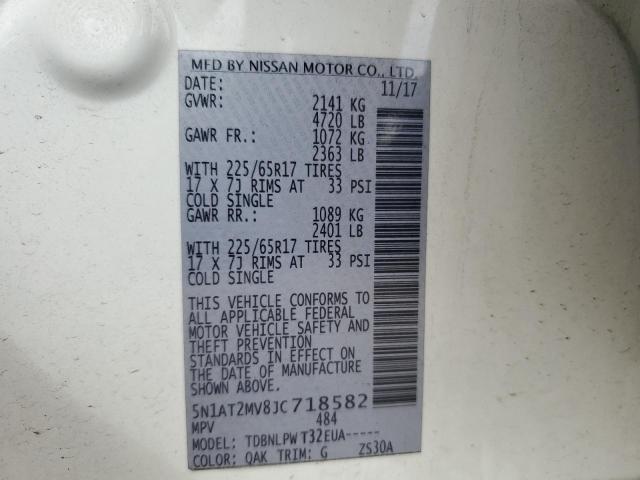 MFD BY NISSAN MOTOR CO., LTD.
DATE: 11/17
GVWR: 2141 KG
4720 LB
GAWR FR.: 1072 KG
2363 LB
WITH 225/65R17 TIRES
17 X 7J RIMS AT 33 PSI
COLD SINGLE
GAWR RR.: 1089 KG
2401 LB
WITH 225/65R17 TIRES
17 X 7J RIMS AT 33 PSI
COLD SINGLE
THIS VEHICLE CONFORMS TO
ALL APPLICABLE FEDERAL
MOTOR VEHICLE SAFETY AND
THEFT PREVENTION
STANDARDS IN EFFECT ON
THE DATE OF MANUFACTURE
SHOWN ABOVE.
5N1AT2MV8JC718582
MPV 484
MODEL: TDBNLPWT32EUA-----
COLOR: QAK TRIM: G ZS30A